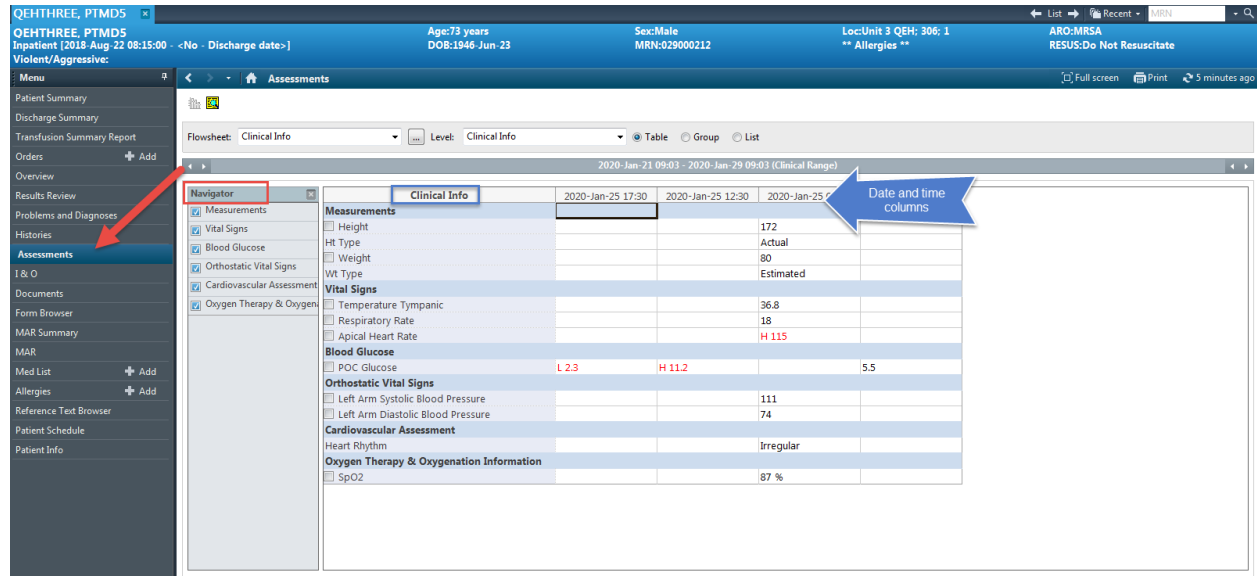 QEHTHREE, PTMD5
List Recent MRN
QEHTHREE, PTMD5 Age:73 years Sex:Male Loc:Unit 3 QEH; 306; 1 ARO:MRSA
Inpatient [2018-Aug-22 08:15:00 - <No - Discharge date>] DOB:1946-Jun-23 MRN:029000212 ** Allergies ** RESUS:Do Not Resuscitate
Violent/Aggressive:
Menu Assessments Full screen Print 5 minutes ago
Patient Summary
Discharge Summary
Transfusion Summary Report
Orders Add
Overview
Results Review
Problems and Diagnoses
Histories
Assessments
I & O
Documents
Form Browser
MAR Summary
MAR
Med List Add
Allergies Add
Reference Text Browser
Patient Schedule
Patient Info
Flowsheet: Clinical Info ... Level: Clinical Info Table Group List
2020-Jan-21 09:03 - 2020-Jan-29 09:03 (Clinical Range)
Navigator
Measurements
Vital Signs
Blood Glucose
Orthostatic Vital Signs
Cardiovascular Assessment
Oxygen Therapy & Oxygena
Clinical Info 2020-Jan-25 17:30 2020-Jan-25 12:30 2020-Jan-25
Date and time
columns
Measurements
Height 172
Ht Type Actual
Weight 80
Wt Type Estimated
Vital Signs
Temperature Tympanic 36.8
Respiratory Rate 18
Apical Heart Rate H 115
Blood Glucose
POC Glucose L 2.3 H 11.2 5.5
Orthostatic Vital Signs
Left Arm Systolic Blood Pressure 111
Left Arm Diastolic Blood Pressure 74
Cardiovascular Assessment
Heart Rhythm Irregular
Oxygen Therapy & Oxygenation Information
SpO2 87 %